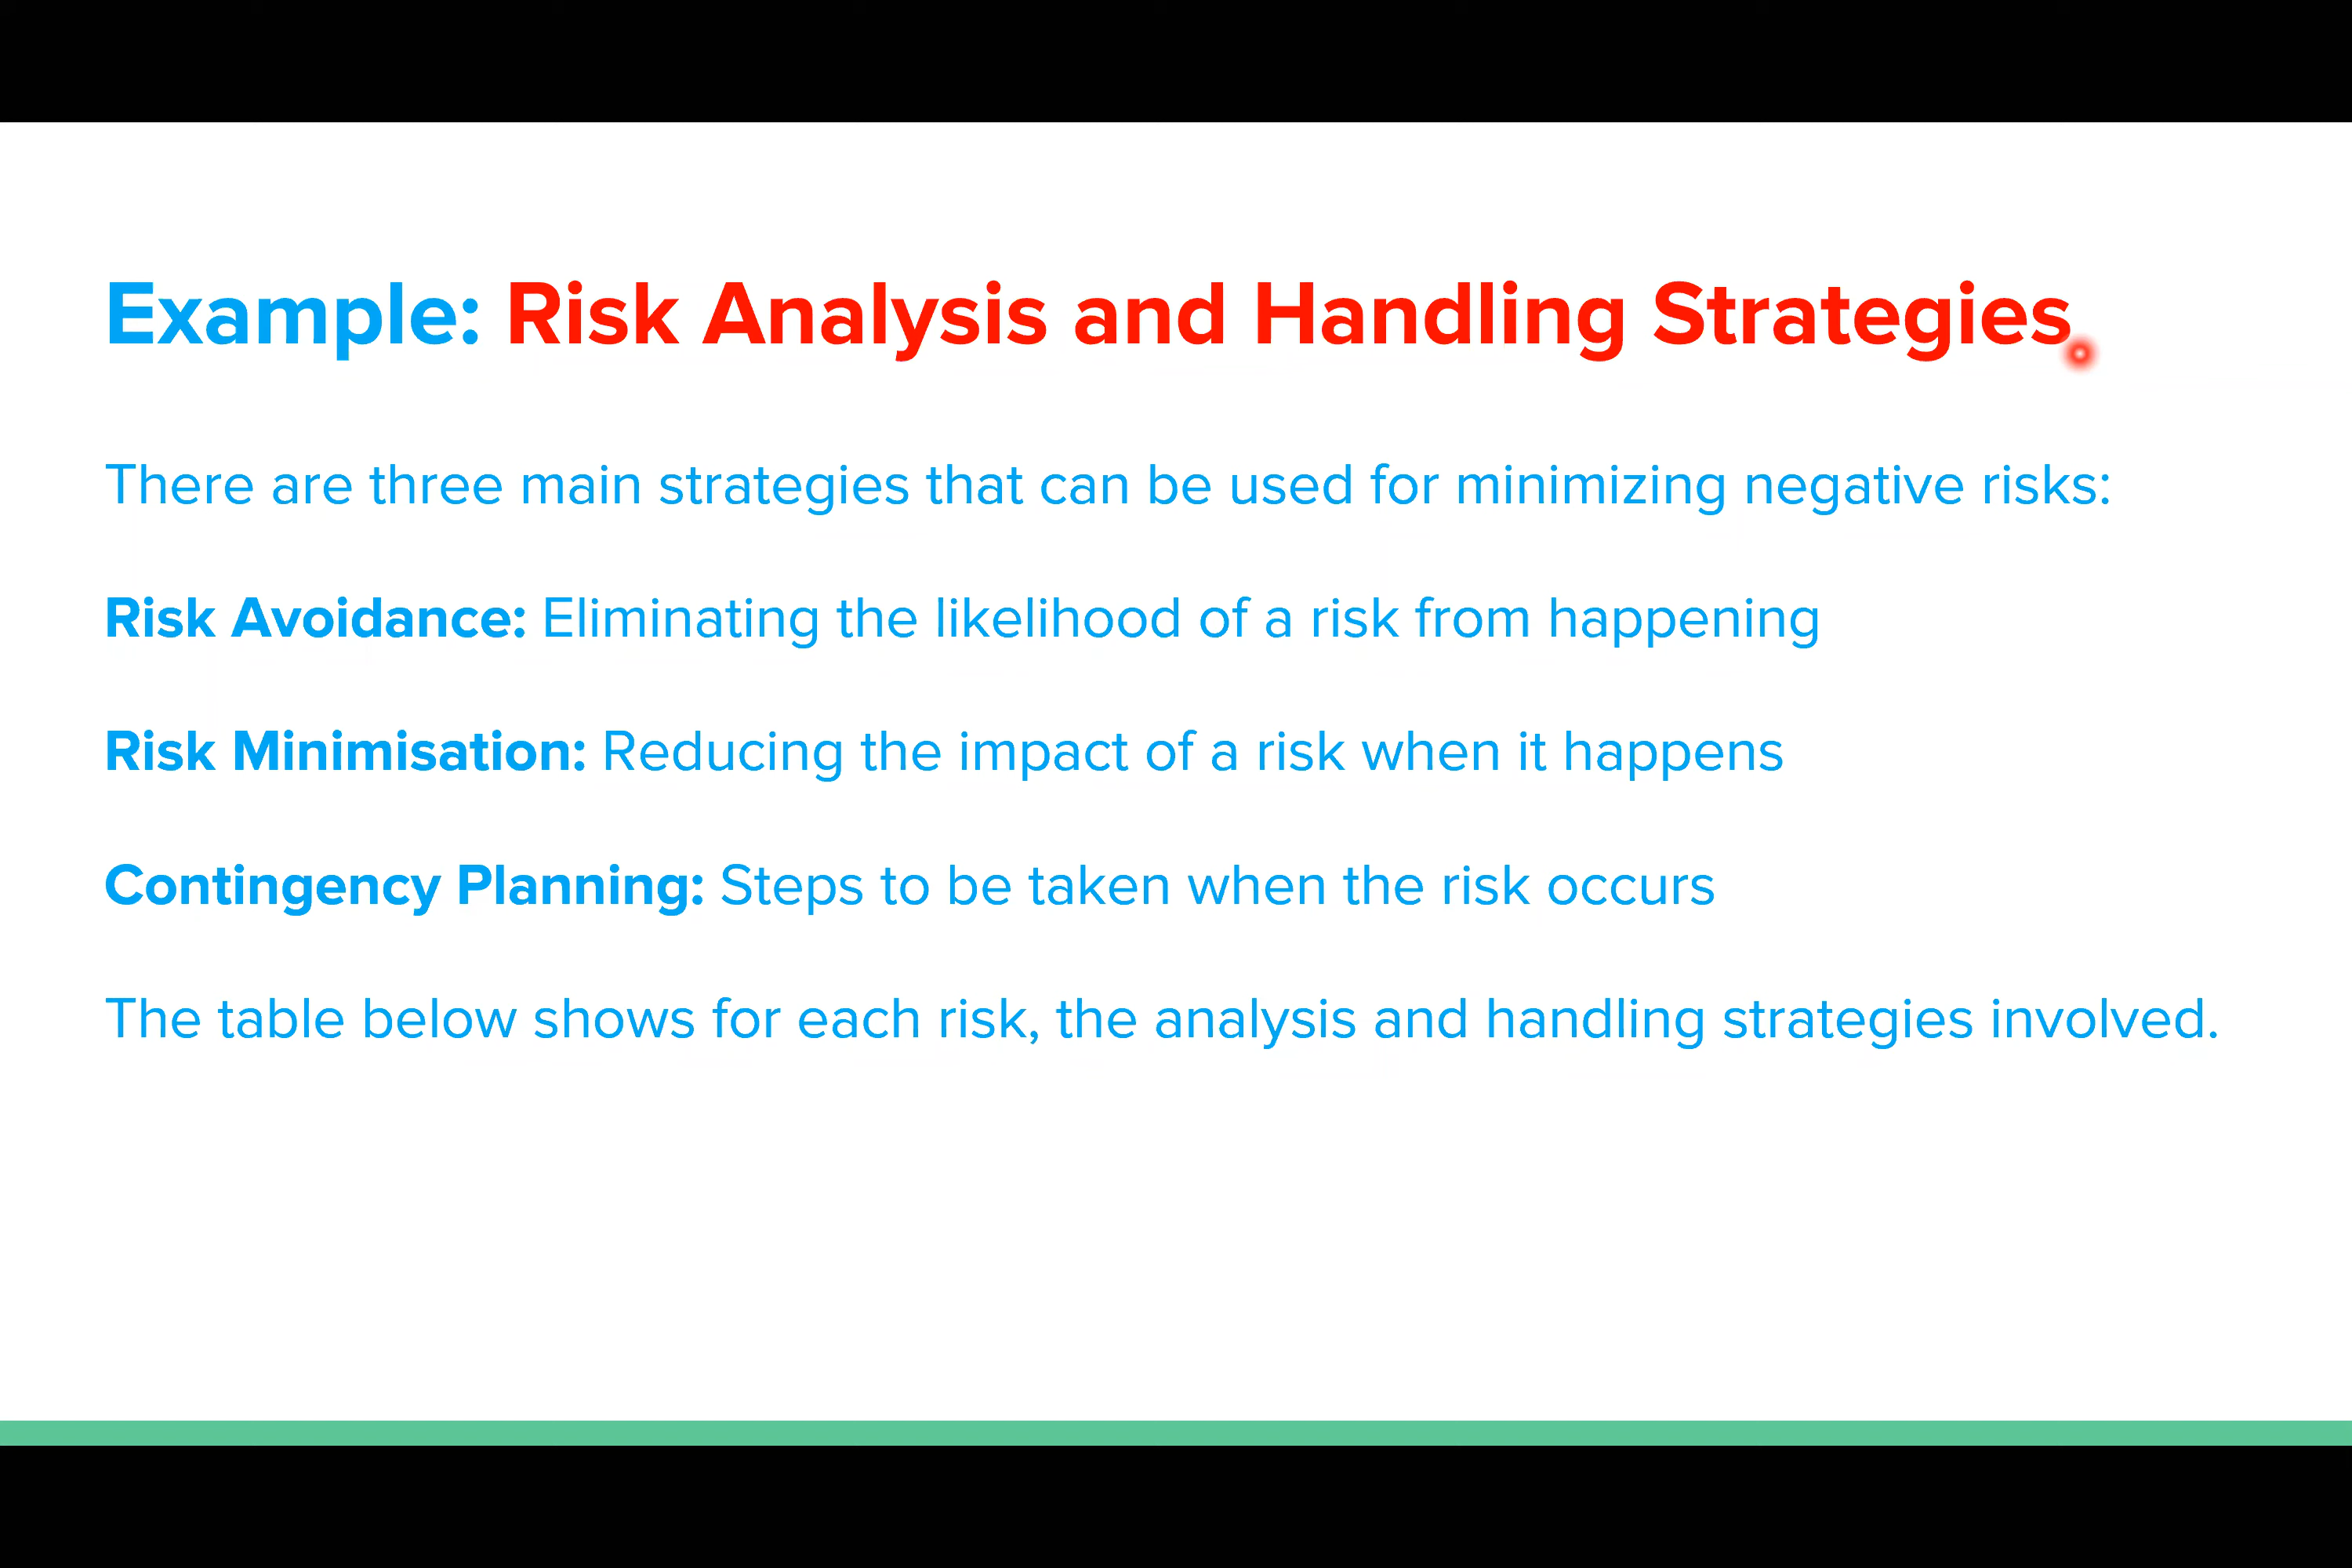 Example: Risk Analysis and Handling Strategies
There are three main strategies that can be used for minimizing negative risks:
Risk Avoidance: Eliminating the likelihood of a risk from happening
Risk Minimisation: Reducing the impact of a risk when it happens
Contingency Planning: Steps to be taken when the risk occurs
The table below shows for each risk, the analysis and handling strategies involved.